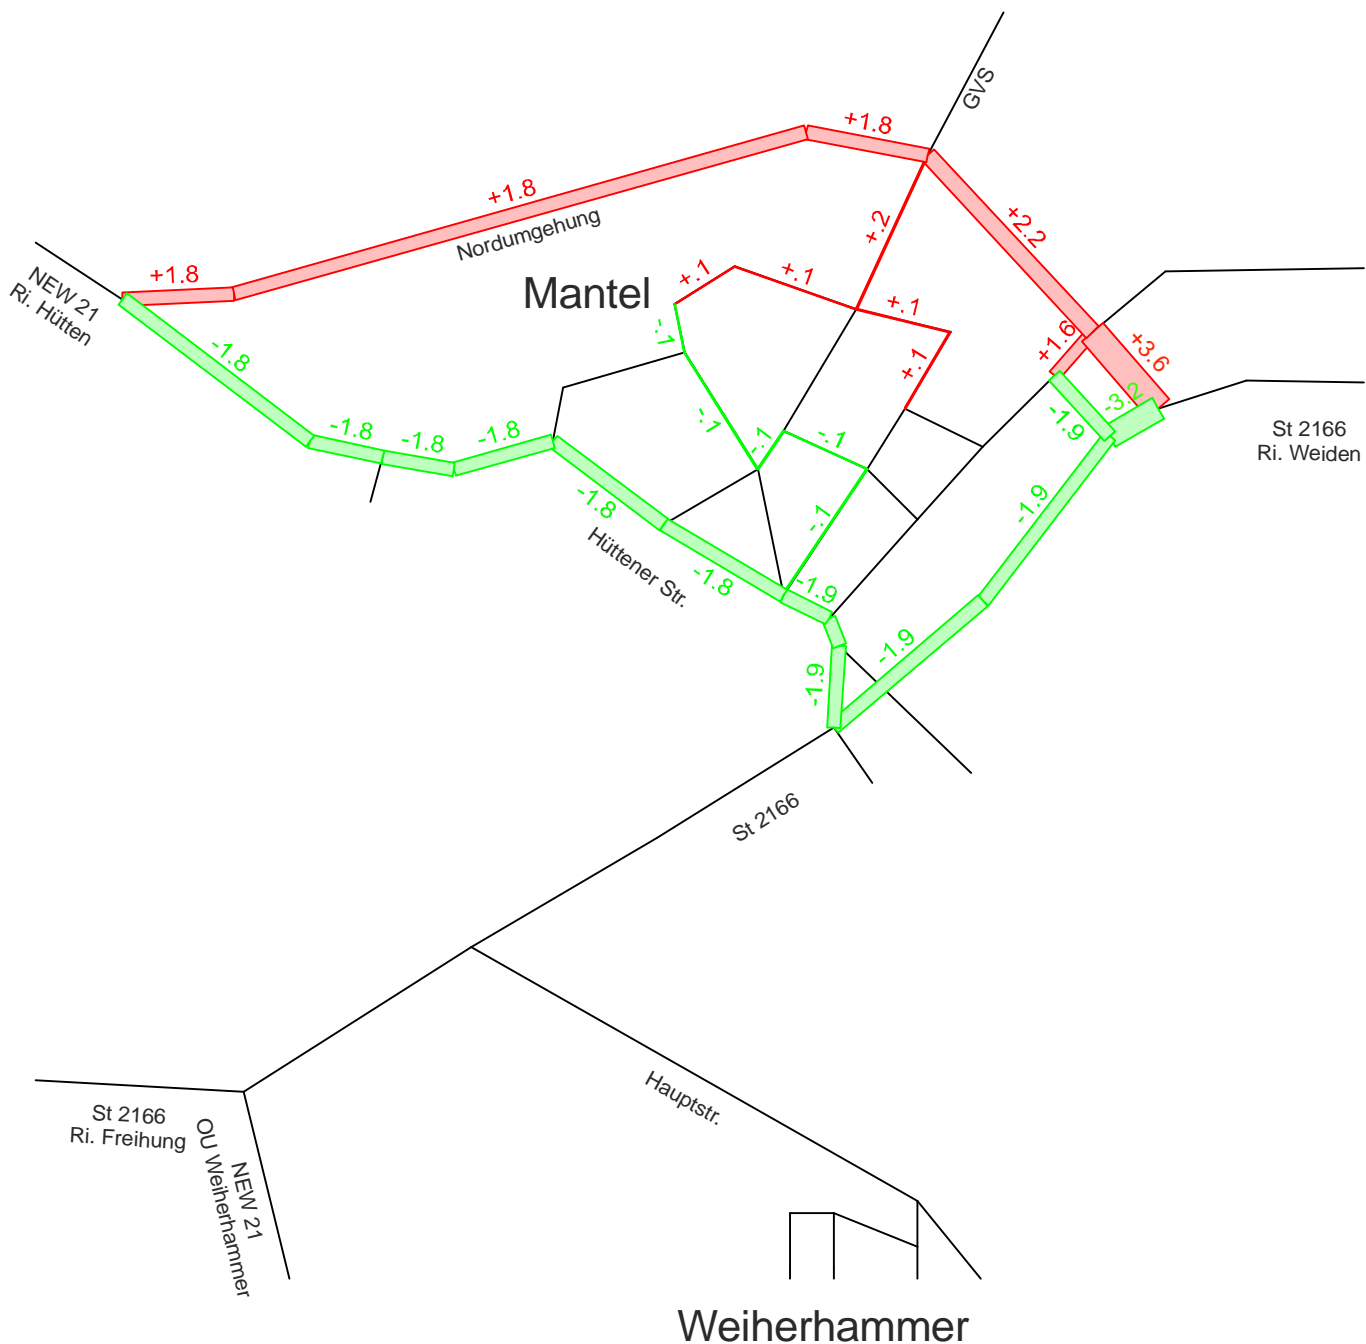 GVS
+1.8
+1.8
Nordumgehung
+1.8
+.2
+2.2
NEW 21
Ri. Hütten
Mantel
+.1
+.1
+.1
+.1
+1.6
+3.6
-3.2
-1.9
St 2166
Ri. Weiden
-1.8
-.1
-.1
-.1
-.1
-.1
-1.8
-1.8
-1.8
-1.8
Hüttener Str.
-1.8
-1.9
-1.9
-1.9
-1.9
St 2166
Hauptstr.
St 2166
Ri. Freihung
NEW 21
OU Weiherhammer
Weiherhammer